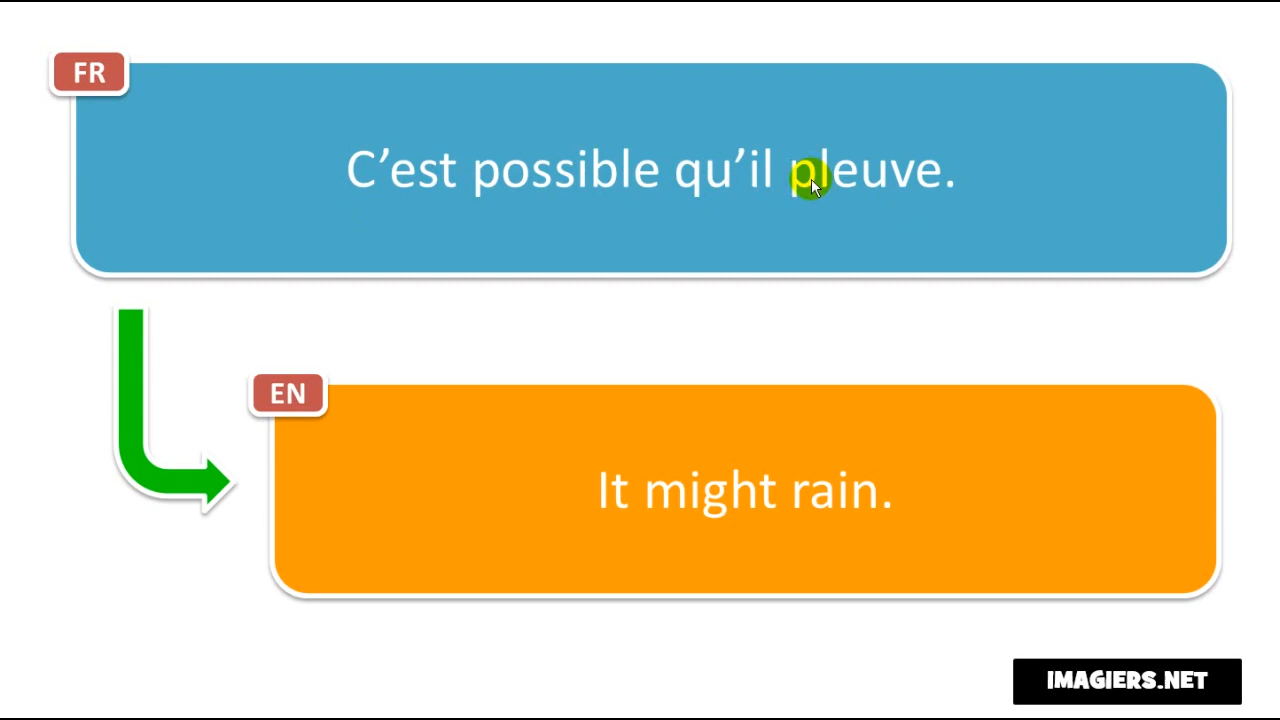 FR
C’est possible qu’il pleuve.
EN
It might rain.
IMAGIERS.NET